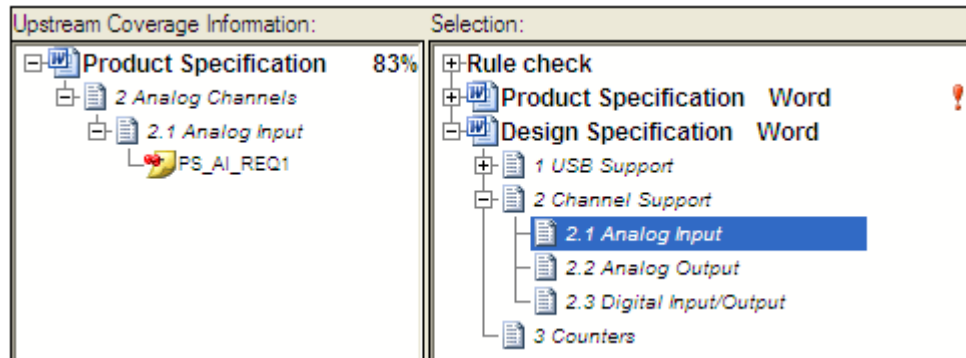 Upstream Coverage Information:
Product Specification 83%
2 Analog Channels
2.1 Analog Input
PS_AI_REQ1
Selection:
Rule check
Product Specification Word
Design Specification Word
1 USB Support
2 Channel Support
2.1 Analog Input
2.2 Analog Output
2.3 Digital Input/Output
3 Counters